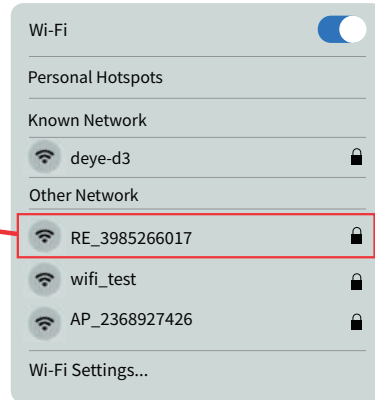 Wi-Fi
Personal Hotspots
Known Network
deye-d3
Other Network
RE_3985266017
wifi_test
AP_2368927426
Wi-Fi Settings...